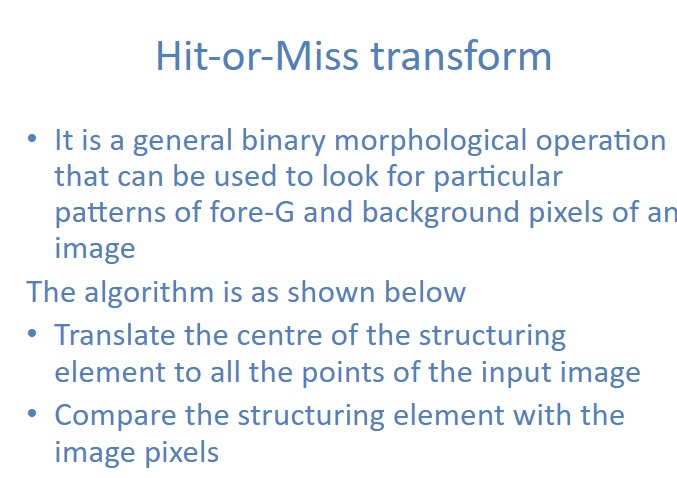 Hit-or-Miss transform
• It is a general binary morphological operation
that can be used to look for particular
patterns of fore-G and background pixels of an
image
The algorithm is as shown below
• Translate the centre of the structuring
element to all the points of the input image
• Compare the structuring element with the
image pixels